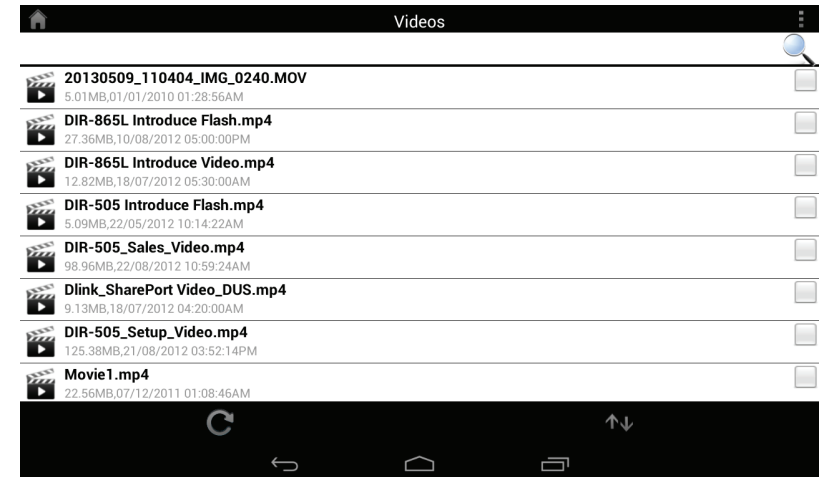 Videos
20130509_110404_IMG_0240.MOV
5.01MB,01/01/2010 01:28:56AM
DIR-865L Introduce Flash.mp4
27.36MB,10/08/2012 05:00:00PM
DIR-865L Introduce Video.mp4
12.82MB,18/07/2012 05:30:00AM
DIR-505 Introduce Flash.mp4
5.09MB,22/05/2012 10:14:22AM
DIR-505_Sales_Video.mp4
98.96MB,22/08/2012 10:59:24AM
Dlink_SharePort Video_DUS.mp4
9.13MB,18/07/2012 04:20:00AM
DIR-505_Setup_Video.mp4
125.38MB,21/08/2012 03:52:14PM
Movie1.mp4
22.56MB,07/12/2011 01:08:46AM